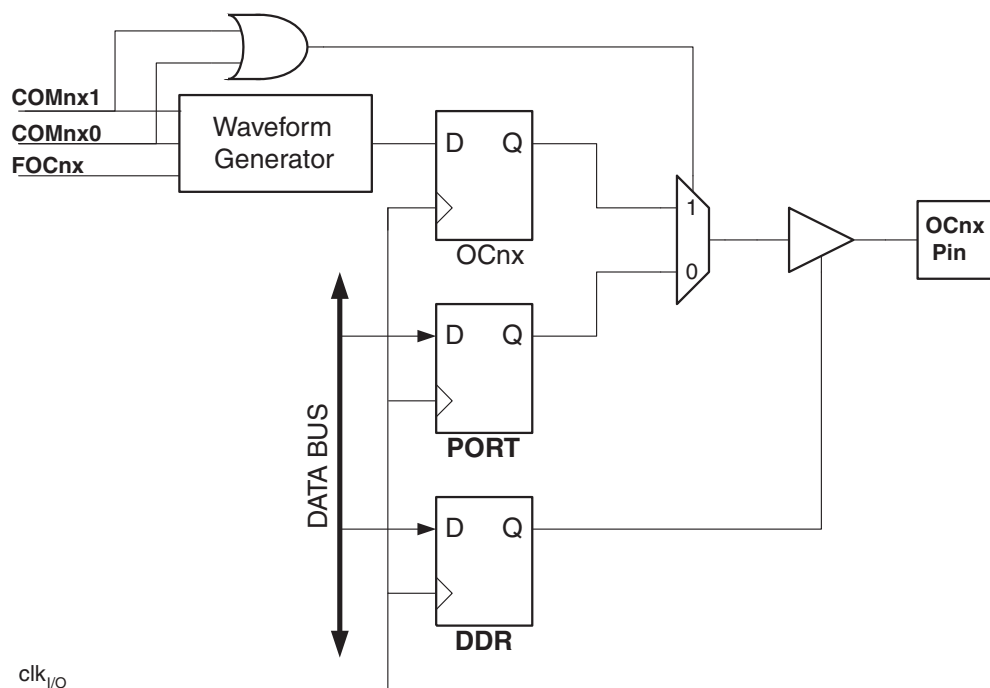 COMnx1
COMnx0
FOCnx
Waveform
Generator
D Q
OCnx
1
0
OCnx
Pin
D Q
PORT
D Q
DDR
DATA BUS
clkI/O